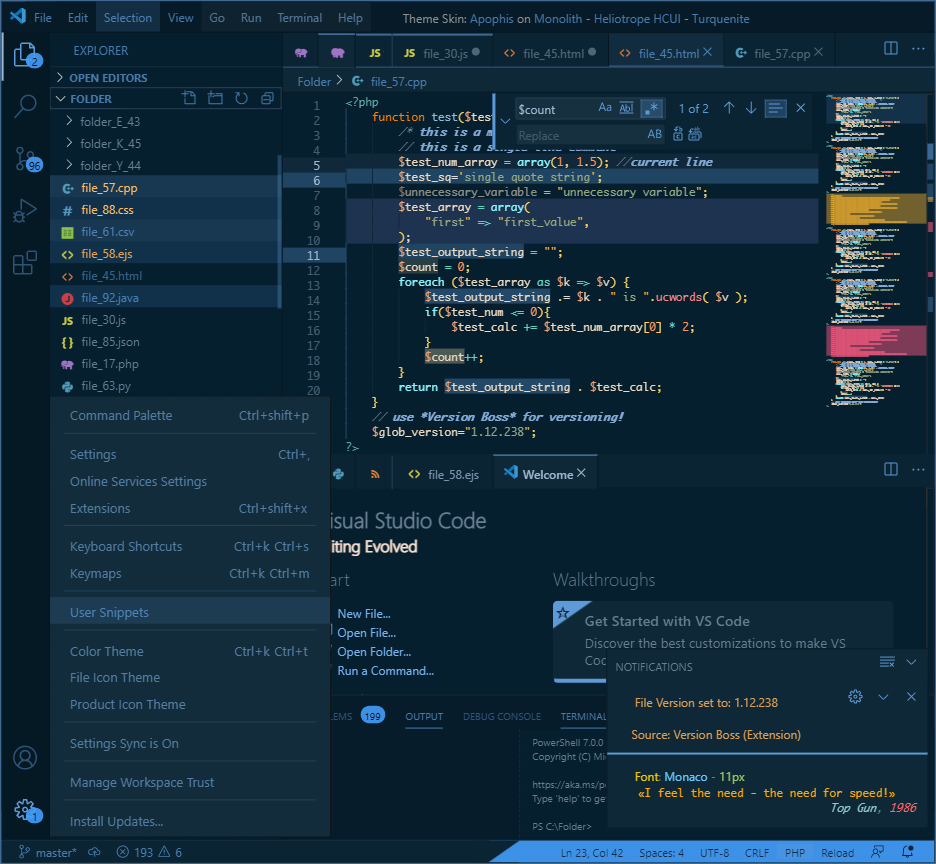 File Edit Selection View Go Run Terminal Help
Theme Skin: Apophis on Monolith - Heliotrope HCUI - Turquenite
2
96
1
EXPLORER
OPEN EDITORS
FOLDER
folder_E_43
folder_K_45
folder_Y_44
file_57.cpp
file_88.css
file_61.csv
file_58.ejs
file_45.html
file_92.java
JS file_30.js
file_85.json
file_17.php
file_63.py
Command Palette Ctrl+shift+p
Settings Ctrl+,
Online Services Settings
Extensions Ctrl+shift+x
Keyboard Shortcuts Ctrl+k Ctrl+s
Keymaps Ctrl+k Ctrl+m
User Snippets
Color Theme Ctrl+k Ctrl+t
File Icon Theme
Product Icon Theme
Settings Sync is On
Manage Workspace Trust
Install Updates...
JS JS file_30.js file_45.html file_45.html file_57.cpp
Folder > file_57.cpp
$count Aa Ab .* 1 of 2
Replace AB
1 <?php
2 function test($test
3 /* this is a m
4
5 $test_num_array = array(1, 1.5); //current line
6 $test_sq='single quote string';
7 $unnecessary_variable = "unnecessary variable";
8 $test_array = array(
9 "first" => "first_value",
10 );
11 $test_output_string = "";
12 $count = 0;
13 foreach ($test_array as $k => $v) {
14 $test_output_string .= $k . " is ".ucwords( $v );
15 if($test_num <= 0){
16 $test_calc += $test_num_array[0] * 2;
17 }
18 $count++;
19 }
20 return $test_output_string . $test_calc;
}
// use *Version Boss* for versioning!
$glob_version="1.12.238";
?>
file_58.ejs Welcome
isual Studio Code
iting Evolved
art
New File...
Open File...
Open Folder...
Run a Command...
Walkthroughs
Get Started with VS Code
Discover the best customizations to make VS
Coc
NOTIFICATIONS
File Version set to: 1.12.238
Source: Version Boss (Extension)
Font: Monaco - 11px
«I feel the need - the need for speed!»
Top Gun, 1986
LEMS 199 OUTPUT DEBUG CONSOLE TERMINAL
PowerShell 7.0.0
Copyright (C) Mi
https://aka.ms/p
Type 'help' to ge
PS C:\Folder>
master* 193 6
Ln 23, Col 42 Spaces: 4 UTF-8 CRLF PHP Reload